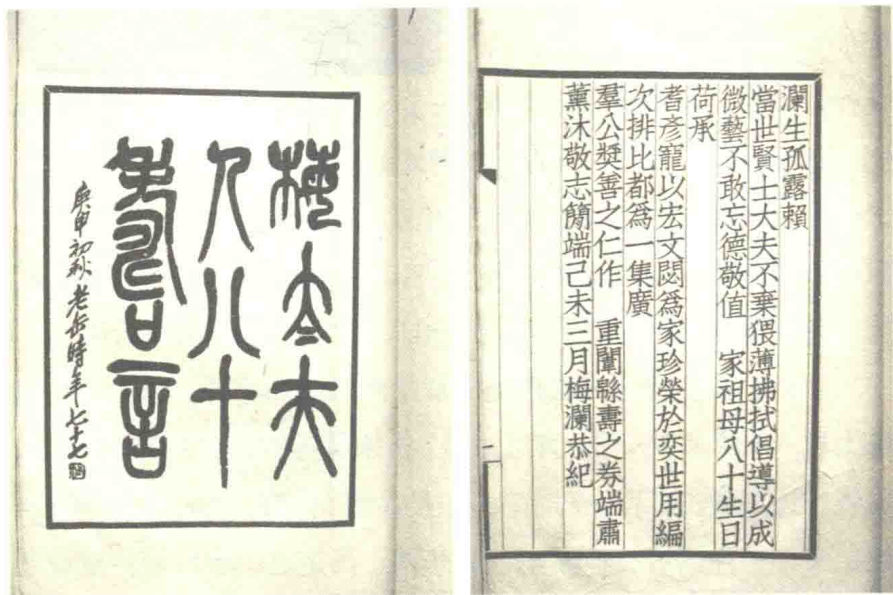 梅太夫
人八十
壽言
庚申初秋老缶時年七十七
瀾生孤露賴
當世賢士大夫不棄猥薄拂拭倡導以成
微藝不敢忘德敬值　家祖母八十生日
荷承
耆彥寵以宏文閟爲家珍榮於奕世用編
次排比都爲一集廣
羣公奬善之仁作　重闈緜壽之券端肅
薰沐敬志簡端己未三月梅瀾恭紀